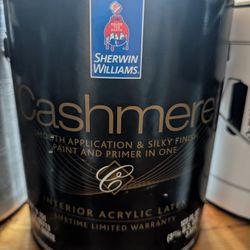 SHERWIN
WILLIAMS.
Cashmere
SMOOTH APPLICATION & SILKY FINISH
PAINT AND PRIMER IN ONE
C
INTERIOR ACRYLIC LATEX
LIFETIME LIMITED WARRANTY